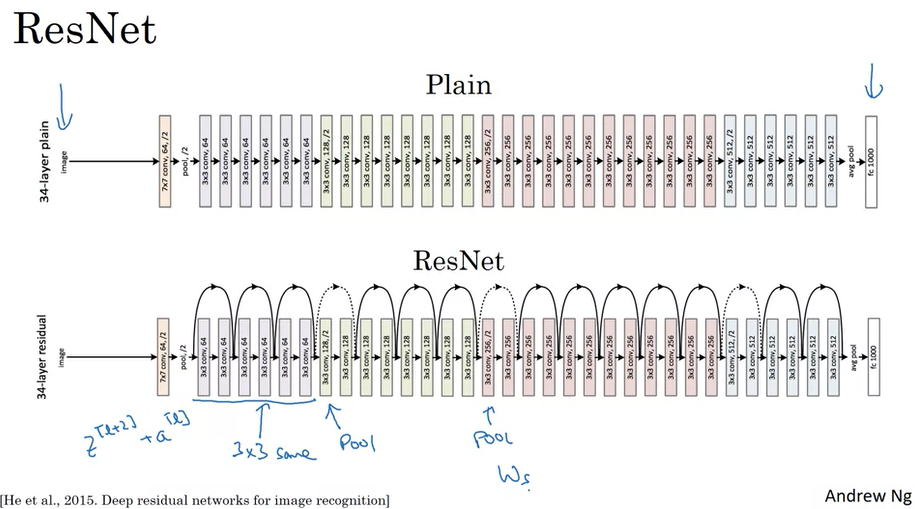 ResNet
Plain
34-layer plain
image
7x7 conv, 64, /2
pool, /2
3x3 conv, 64
3x3 conv, 64
3x3 conv, 64
3x3 conv, 64
3x3 conv, 64
3x3 conv, 64
3x3 conv, 128, /2
3x3 conv, 128
3x3 conv, 128
3x3 conv, 128
3x3 conv, 128
3x3 conv, 128
3x3 conv, 128
3x3 conv, 128
3x3 conv, 256, /2
3x3 conv, 256
3x3 conv, 256
3x3 conv, 256
3x3 conv, 256
3x3 conv, 256
3x3 conv, 256
3x3 conv, 256
3x3 conv, 256
3x3 conv, 256
3x3 conv, 256
3x3 conv, 256
3x3 conv, 512, /2
3x3 conv, 512
3x3 conv, 512
3x3 conv, 512
3x3 conv, 512
3x3 conv, 512
avg pool
fc 1000
ResNet
34-layer residual
image
7x7 conv, 64, /2
pool, /2
3x3 conv, 64
3x3 conv, 64
3x3 conv, 64
3x3 conv, 64
3x3 conv, 64
3x3 conv, 64
3x3 conv, 128, /2
3x3 conv, 128
3x3 conv, 128
3x3 conv, 128
3x3 conv, 128
3x3 conv, 128
3x3 conv, 128
3x3 conv, 128
3x3 conv, 256, /2
3x3 conv, 256
3x3 conv, 256
3x3 conv, 256
3x3 conv, 256
3x3 conv, 256
3x3 conv, 256
3x3 conv, 256
3x3 conv, 256
3x3 conv, 256
3x3 conv, 256
3x3 conv, 256
3x3 conv, 512, /2
3x3 conv, 512
3x3 conv, 512
3x3 conv, 512
3x3 conv, 512
3x3 conv, 512
avg pool
fc 1000
z[l+2] + a[l]
3x3 same
Pool
Pool
Ws
[He et al., 2015. Deep residual networks for image recognition]
Andrew Ng